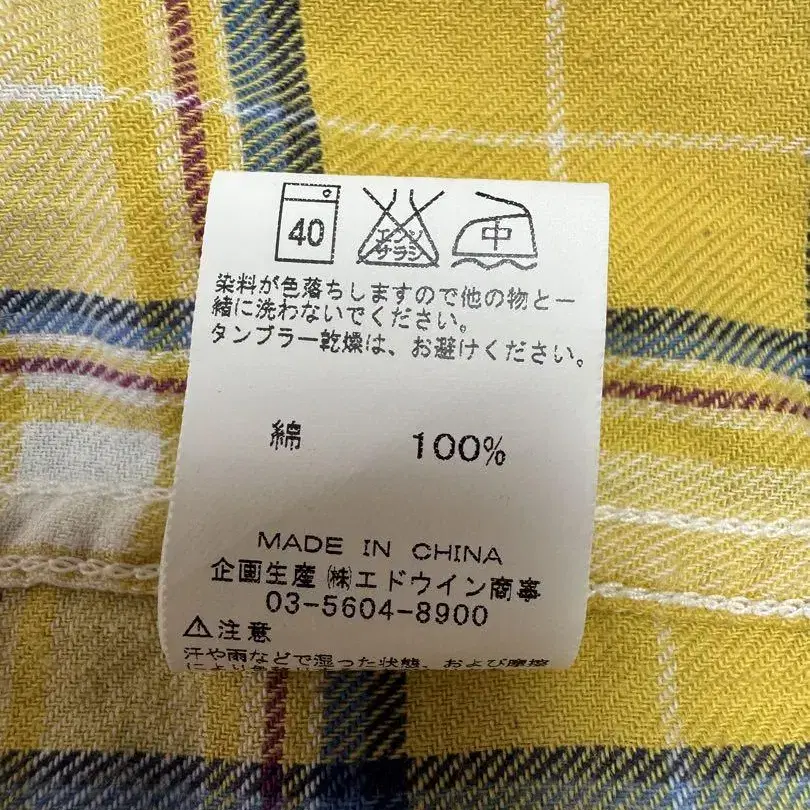 40 エンソサラシ 中
染料が色落ちしますので他の物と一
緒に洗わないでください。
タンブラー乾燥は、お避けください。
綿 100%
MADE IN CHINA
企画生産 ㈱エドウイン商事
03-5604-8900
⚠注意
汗や雨などで湿った状態、および摩擦
により